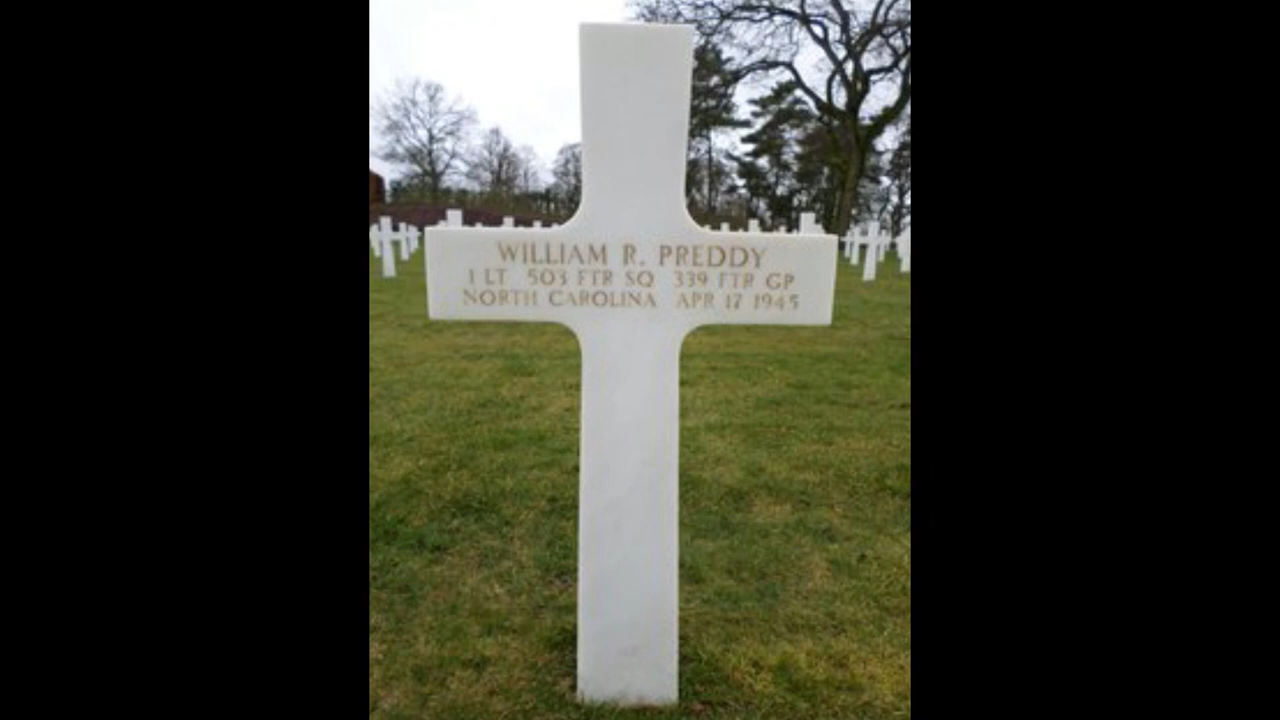 WILLIAM R. PREDDY
1 LT 503 FTR SQ 339 FTR GP
NORTH CAROLINA APR 17 1945